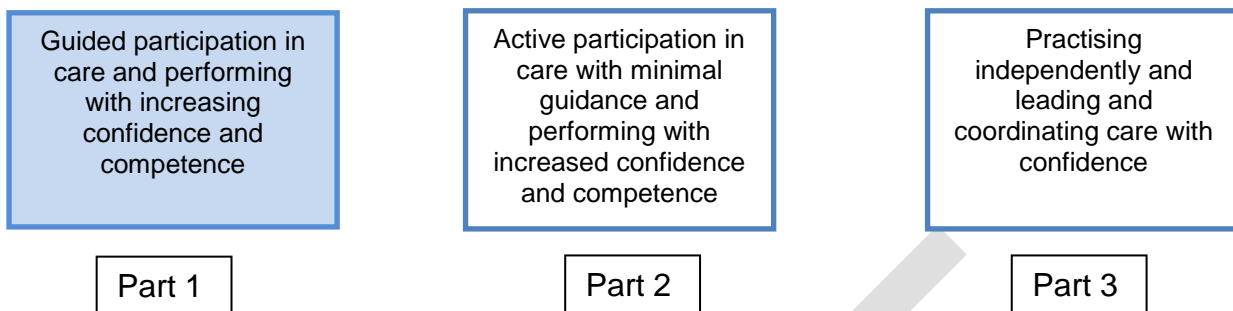 Guided participation in
care and performing
with increasing
confidence and
competence
Active participation in
care with minimal
guidance and
performing with
increased confidence
and competence
Practising
independently and
leading and
coordinating care with
confidence
Part 1
Part 2
Part 3